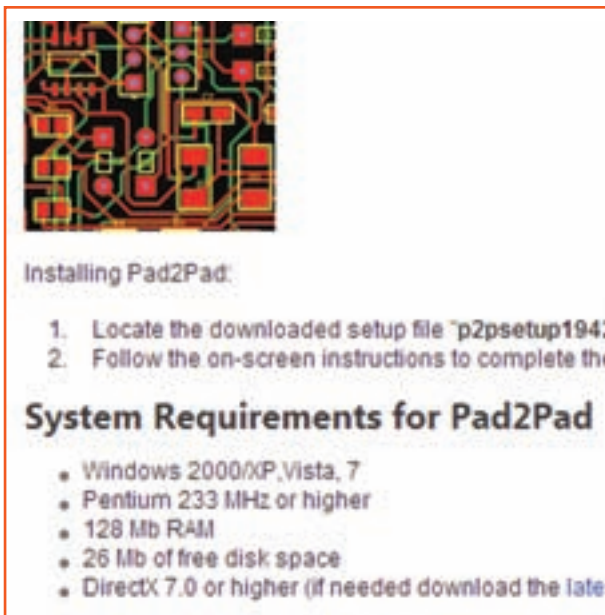 Installing Pad2Pad:
1. Locate the downloaded setup file "p2psetup1942
2. Follow the on-screen instructions to complete the
System Requirements for Pad2Pad
• Windows 2000/XP,Vista, 7
• Pentium 233 MHz or higher
• 128 Mb RAM
• 26 Mb of free disk space
• DirectX 7.0 or higher (if needed download the late